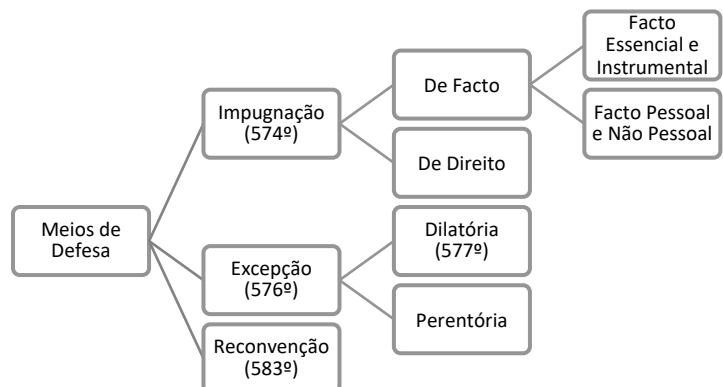 Meios de
Defesa
Impugnação
(574º)
De Facto
Facto
Essencial e
Instrumental
Facto Pessoal
e Não Pessoal
De Direito
Excepção
(576º)
Dilatória
(577º)
Perentória
Reconvenção
(583º)